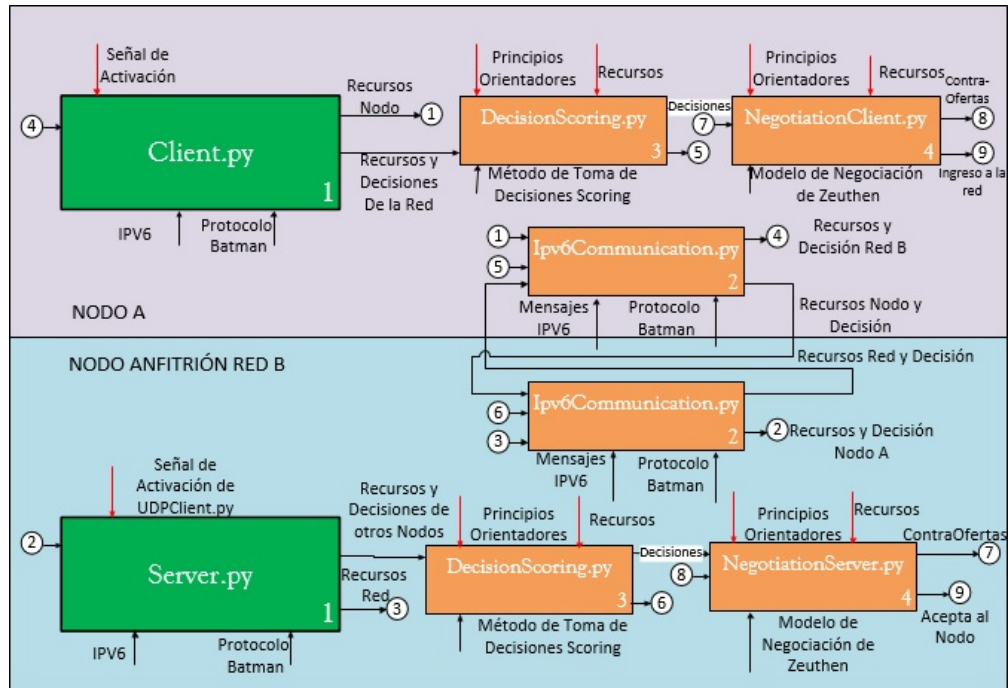 Señal de
Activación
Recursos
Nodo
1
4
Client.py
1
Recursos y
Decisiones
De la Red
IPV6
Protocolo
Batman
Principios
Orientadores
Recursos
DecisionScoring.py
3
Decisiones
7
5
Método de Toma de
Decisiones Scoring
Principios
Orientadores
Recursos
Contra-
Ofertas
NegotiationClient.py
4
8
9
Ingreso a la
red
Modelo de Negociación
de Zeuthen
1
5
Ipv6Communication.py
2
4
Recursos y
Decisión Red B
Mensajes
IPV6
Protocolo
Batman
Recursos Nodo y
Decisión
NODO A
NODO ANFITRIÓN RED B
Recursos Red y Decisión
Ipv6Communication.py
2
6
3
2
Recursos y Decisión
Nodo A
Mensajes
IPV6
Protocolo
Batman
Señal de
Activación de
UDPClient.py
2
Server.py
1
Recursos y
Decisiones de
otros Nodos
Recursos
Red
3
IPV6
Protocolo
Batman
Principios
Orientadores
Recursos
DecisionScoring.py
3
Decisiones
8
6
Método de Toma de
Decisiones Scoring
Principios
Orientadores
Recursos
ContraOfertas
7
NegotiationServer.py
4
9
Acepta al
Nodo
Modelo de
Negociación de
Zeuthen